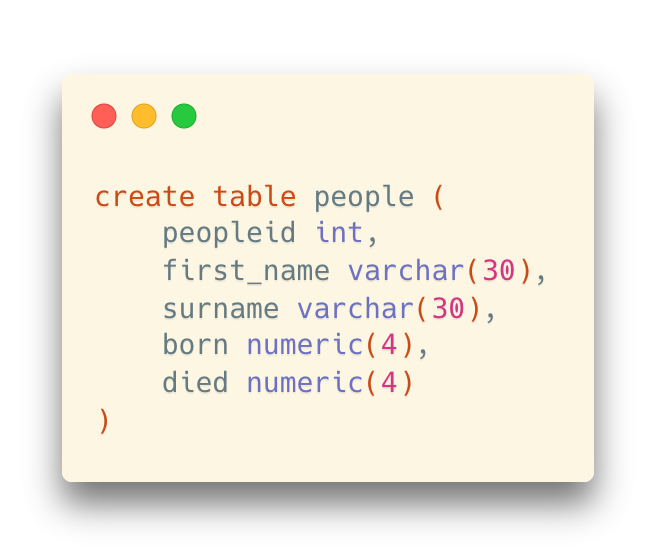 create table people (
    peopleid int,
    first_name varchar(30),
    surname varchar(30),
    born numeric(4),
    died numeric(4)
)